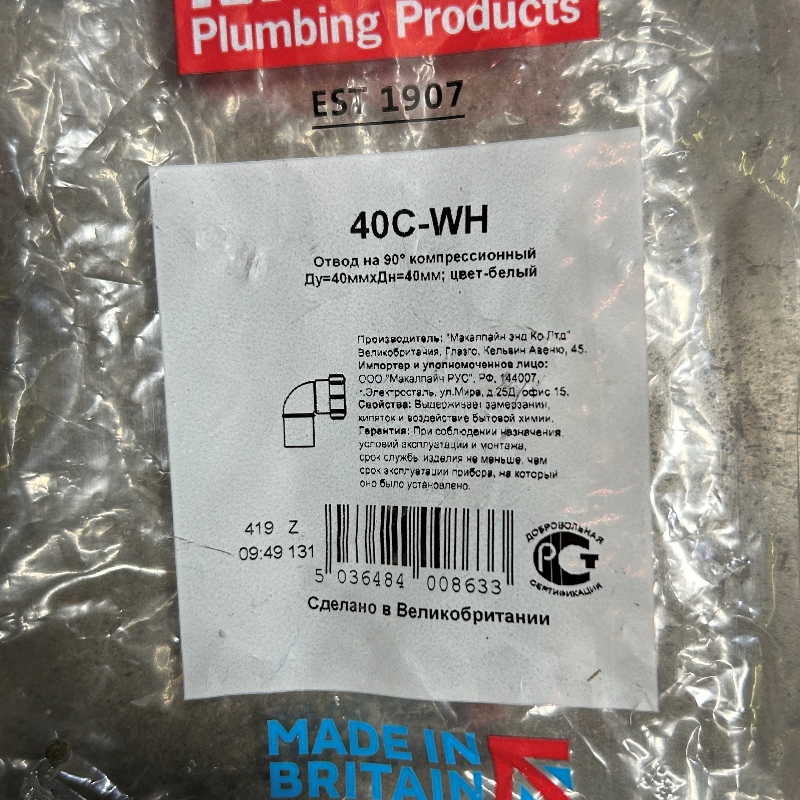 Plumbing Products
EST 1907
40C-WH
Отвод на 90° компрессионный
Ду=40ммхДн=40мм; цвет-белый
Производитель: "Макалпайн энд Ко Лтд"
Великобритания, Глазго, Кельвин Авеню, 45.
Импортер и уполномоченное лицо:
ООО "Макалпайн РУС", РФ, 144007,
г.Электросталь, ул.Мира, д.25Д, офис 15.
Свойства: Выдерживает замерзания,
кипяток и воздействие бытовой химии.
Гарантия: При соблюдении назначения,
условий эксплуатации и монтажа,
срок службы изделия не меньше, чем
срок эксплуатации прибора, на который
оно было установлено.
419 Z
09:49 131
5 036484 008633
ДОБРОВОЛЬНАЯ
РСТ
СЕРТИФИКАЦИЯ
Сделано в Великобритании
MADE IN
BRITAIN